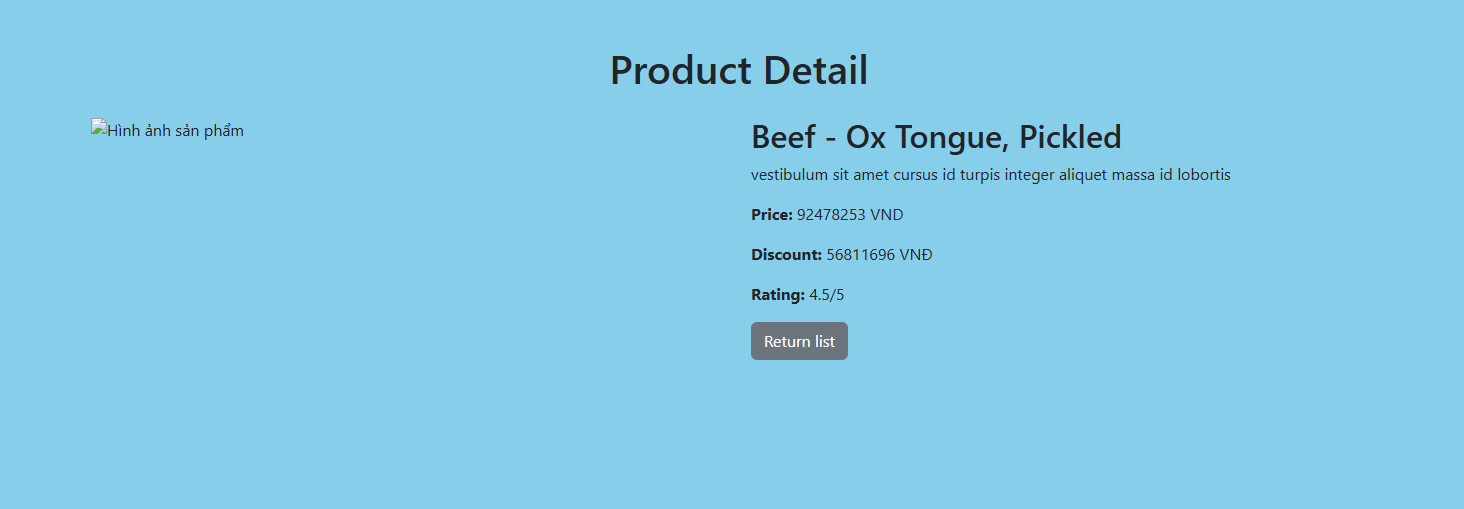 Product Detail
Hình ảnh sản phẩm
Beef - Ox Tongue, Pickled
vestibulum sit amet cursus id turpis integer aliquet massa id lobortis
Price: 92478253 VND
Discount: 56811696 VNĐ
Rating: 4.5/5
Return list